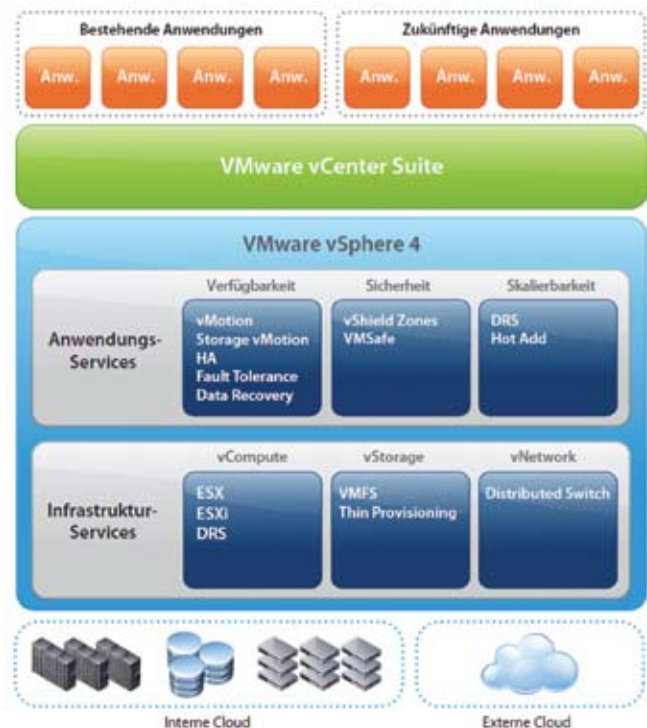 Bestehende Anwendungen
Zukünftige Anwendungen
Anw. Anw. Anw. Anw.
Anw. Anw. Anw. Anw.
VMware vCenter Suite
VMware vSphere 4
Anwendungs-
Services
Verfügbarkeit
vMotion
Storage vMotion
HA
Fault Tolerance
Data Recovery
Sicherheit
vShield Zones
VMSafe
Skalierbarkeit
DRS
Hot Add
Infrastruktur-
Services
vCompute
ESX
ESXi
DRS
vStorage
VMFS
Thin Provisioning
vNetwork
Distributed Switch
Interne Cloud
Externe Cloud